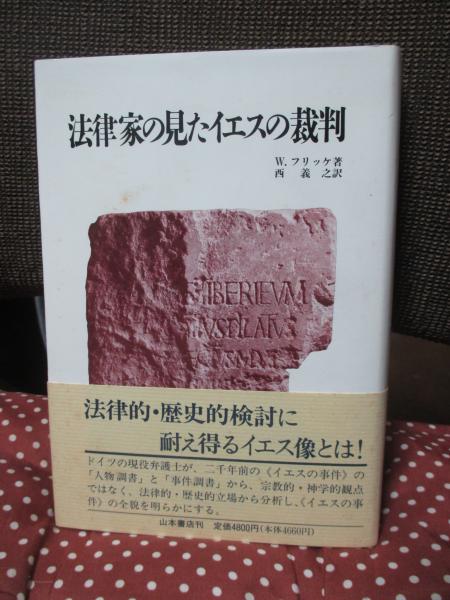 法律家の見たイエスの裁判
W.フリッケ著
西 義 之訳
TIBERIEVM
TIVSPILATVS
法律的・歴史的検討に
耐え得るイエス像とは!
ドイツの現役弁護士が、二千年前の《イエスの事件》の
「人物調書」と「事件調書」から、宗教的・神学的観点
ではなく、法律的・歴史的立場から分析し、《イエスの事
件》の全貌を明らかにする。
山本書店刊 定価4800円(本体4660円)